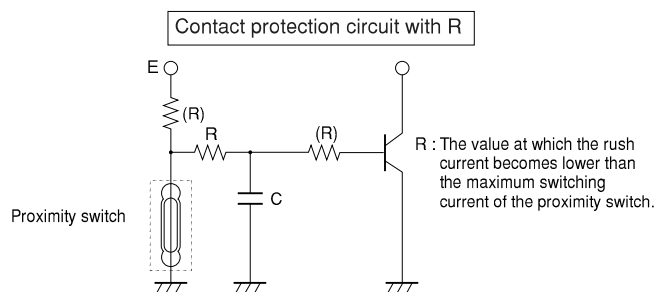 Contact protection circuit with R
E
(R)
R
(R)
C
Proximity switch
R : The value at which the rush
current becomes lower than
the maximum switching
current of the proximity switch.